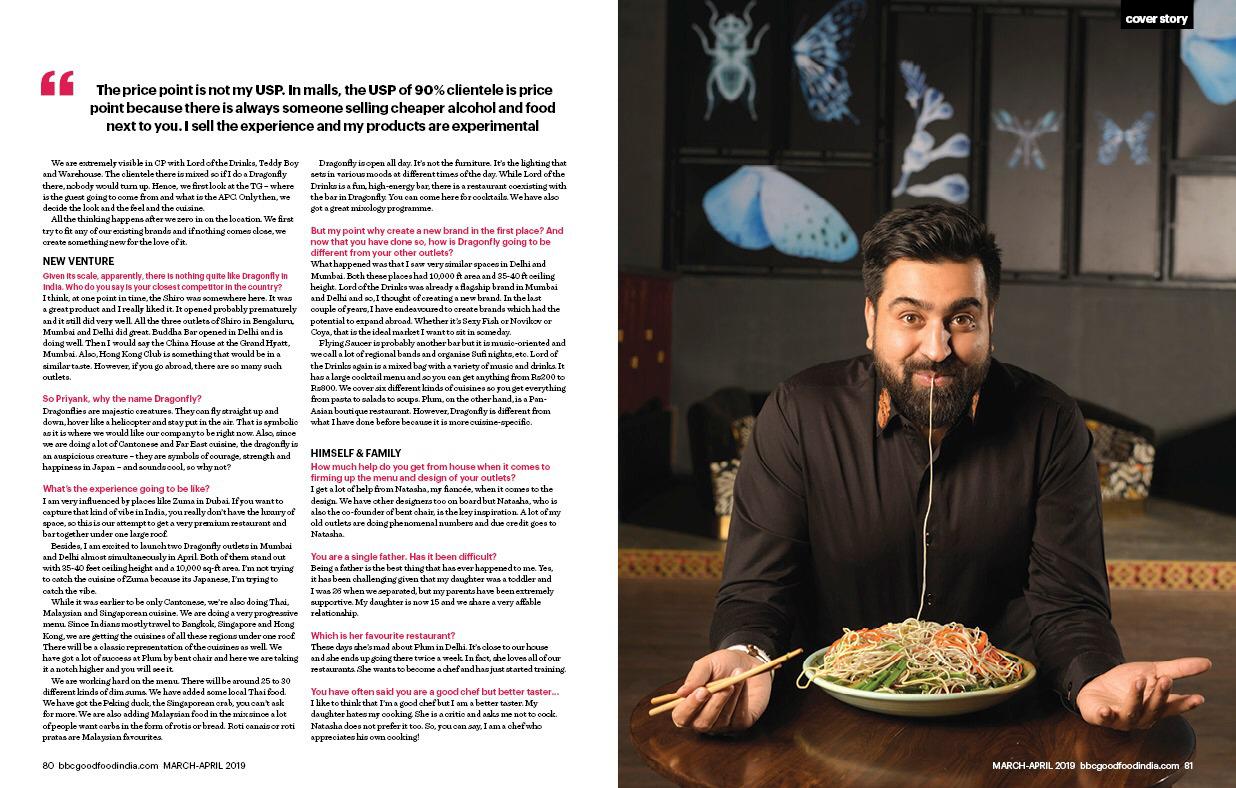 cover story
“
The price point is not my USP. In malls, the USP of 90% clientele is price
point because there is always someone selling cheaper alcohol and food
next to you. I sell the experience and my products are experimental
We are extremely visible in CP with Lord of the Drinks, Teddy Boy
and Warehouse. The clientele there is mixed so if I do a Dragonfly
there, nobody would turn up. Hence, we first look at the TG – where
is the guest going to come from and what is the APC. Only then, we
decide the look and the feel and the cuisine.
All the thinking happens after we zero in on the location. We first
try to fit any of our existing brands and if nothing comes close, we
create something new for the love of it.
NEW VENTURE
Given its scale, apparently, there is nothing quite like Dragonfly in
India. Who do you say is your closest competitor in the country?
I think, at one point in time, the Shiro was somewhere here. It was
a great product and I really liked it. It opened probably prematurely
and it still did very well. All the three outlets of Shiro in Bengaluru,
Mumbai and Delhi did great. Buddha Bar opened in Delhi and is
doing well. Then I would say the China House at the Grand Hyatt,
Mumbai. Also, Hong Kong Club is something that would be in a
similar taste. However, if you go abroad, there are so many such
outlets.
So Priyank, why the name Dragonfly?
Dragonflies are majestic creatures. They can fly straight up and
down, hover like a helicopter and stay put in the air. That is symbolic
as it is where we would like our company to be right now. Also, since
we are doing a lot of Cantonese and Far East cuisine, the dragonfly is
an auspicious creature – they are symbols of courage, strength and
happiness in Japan – and sounds cool, so why not?
What's the experience going to be like?
I am very influenced by places like Zuma in Dubai. If you want to
capture that kind of vibe in India, you really don't have the luxury of
space, so this is our attempt to get a very premium restaurant and
bar together under one large roof.
Besides, I am excited to launch two Dragonfly outlets in Mumbai
and Delhi almost simultaneously in April. Both of them stand out
with 35-40 feet ceiling height and a 10,000 sq-ft area. I'm not trying
to catch the cuisine of Zuma because its Japanese, I'm trying to
catch the vibe.
While it was earlier to be only Cantonese, we're also doing Thai,
Malaysian and Singaporean cuisine. We are doing a very progressive
menu. Since Indians mostly travel to Bangkok, Singapore and Hong
Kong, we are getting the cuisines of all these regions under one roof.
There will be a classic representation of the cuisines as well. We
have got a lot of success at Plum by bent chair and here we are taking
it a notch higher and you will see it.
We are working hard on the menu. There will be around 25 to 30
different kinds of dim sums. We have added some local Thai food.
We have got the Peking duck, the Singaporean crab, you can't ask
for more. We are also adding Malaysian food in the mix since a lot
of people want carbs in the form of rotis or bread. Roti canais or roti
pratas are Malaysian favourites.
Dragonfly is open all day. It's not the furniture. It's the lighting that
sets in various moods at different times of the day. While Lord of the
Drinks is a fun, high-energy bar, there is a restaurant coexisting with
the bar in Dragonfly. You can come here for cocktails. We have also
got a great mixology programme.
But my point why create a new brand in the first place? And
now that you have done so, how is Dragonfly going to be
different from your other outlets?
What happened was that I saw very similar spaces in Delhi and
Mumbai. Both these places had 10,000 ft area and 35-40 ft ceiling
height. Lord of the Drinks was already a flagship brand in Mumbai
and Delhi and so, I thought of creating a new brand. In the last
couple of years, I have endeavoured to create brands which had the
potential to expand abroad. Whether it's Sexy Fish or Novikov or
Coya, that is the ideal market I want to sit in someday.
Flying Saucer is probably another bar but it is music-oriented and
we call a lot of regional bands and organise Sufi nights, etc. Lord of
the Drinks again is a mixed bag with a variety of music and drinks. It
has a large cocktail menu and so you can get anything from Rs200 to
Rs800. We cover six different kinds of cuisines so you get everything
from pasta to salads to soups. Plum, on the other hand, is a Pan-
Asian boutique restaurant. However, Dragonfly is different from
what I have done before because it is more cuisine-specific.
HIMSELF & FAMILY
How much help do you get from house when it comes to
firming up the menu and design of your outlets?
I get a lot of help from Natasha, my fiancée, when it comes to the
design. We have other designers too on board but Natasha, who is
also the co-founder of bent chair, is the key inspiration. A lot of my
old outlets are doing phenomenal numbers and due credit goes to
Natasha.
You are a single father. Has it been difficult?
Being a father is the best thing that has ever happened to me. Yes,
it has been challenging given that my daughter was a toddler and
I was 26 when we separated, but my parents have been extremely
supportive. My daughter is now 15 and we share a very affable
relationship.
Which is her favourite restaurant?
These days she's mad about Plum in Delhi. It's close to our house
and she ends up going there twice a week. In fact, she loves all of our
restaurants. She wants to become a chef and has just started training.
You have often said you are a good chef but better taster...
I like to think that I'm a good chef but I am a better taster. My
daughter hates my cooking. She is a critic and asks me not to cook.
Natasha does not prefer it too. So, you can say, I am a chef who
appreciates his own cooking!
80 bbcgoodfoodindia.com MARCH-APRIL 2019
MARCH-APRIL 2019 bbcgoodfoodindia.com 81